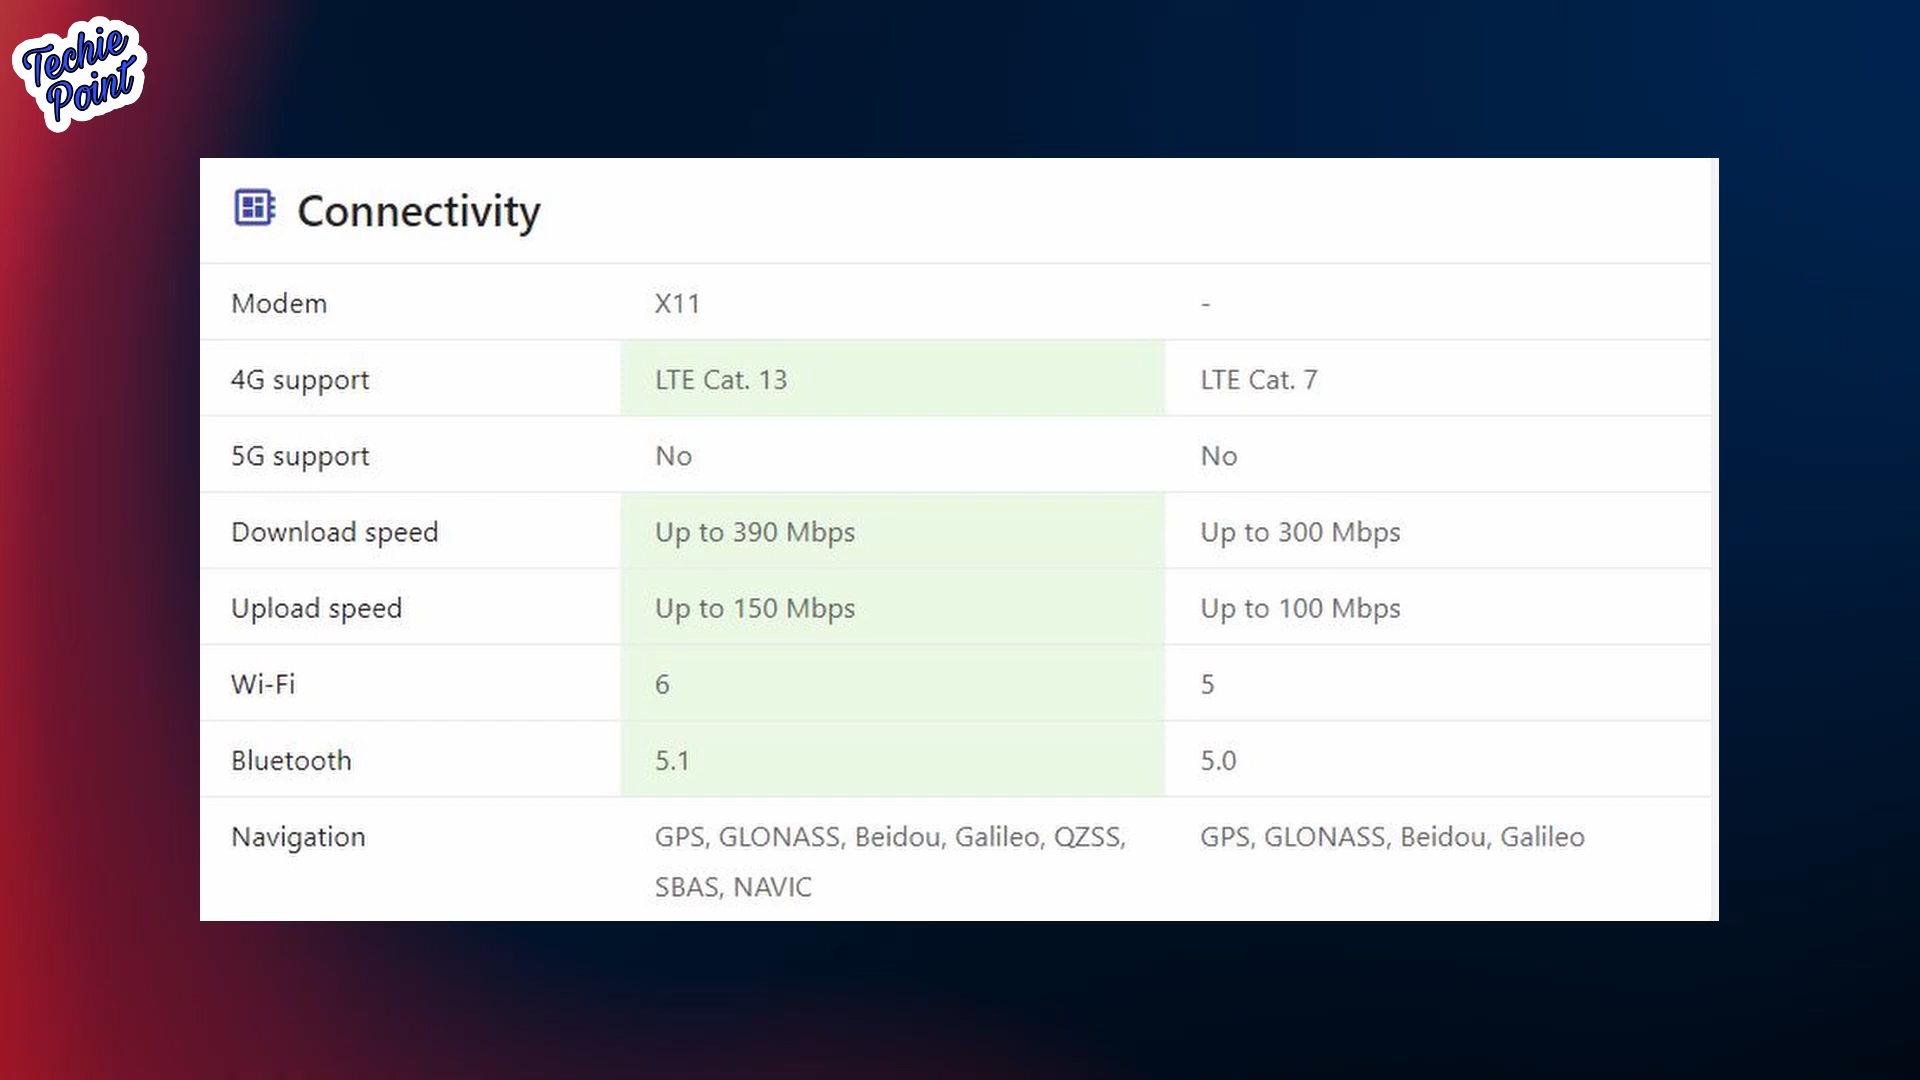 Techie
Point
Connectivity
Modem X11 -
4G support LTE Cat. 13 LTE Cat. 7
5G support No No
Download speed Up to 390 Mbps Up to 300 Mbps
Upload speed Up to 150 Mbps Up to 100 Mbps
Wi-Fi 6 5
Bluetooth 5.1 5.0
Navigation GPS, GLONASS, Beidou, Galileo, QZSS, GPS, GLONASS, Beidou, Galileo
SBAS, NAVIC